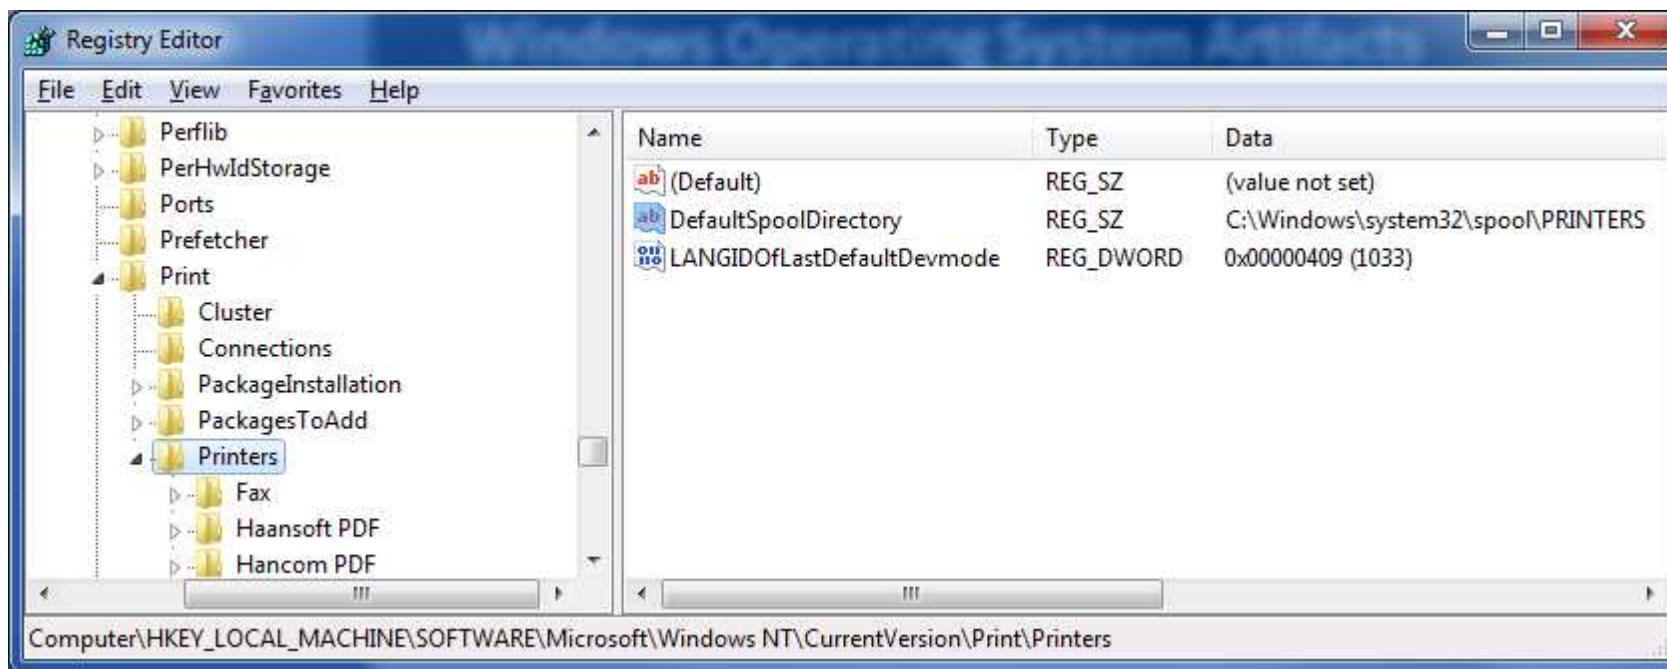 Registry Editor
Windows Operating System Artifacts
File Edit View Favorites Help
Perflib
PerHwIdStorage
Ports
Prefetcher
Print
Cluster
Connections
PackageInstallation
PackagesToAdd
Printers
Fax
Haansoft PDF
Hancom PDF
Name Type Data
(Default) REG_SZ (value not set)
DefaultSpoolDirectory REG_SZ C:\Windows\system32\spool\PRINTERS
LANGIDOfLastDefaultDevmode REG_DWORD 0x00000409 (1033)
Computer\HKEY_LOCAL_MACHINE\SOFTWARE\Microsoft\Windows NT\CurrentVersion\Print\Printers